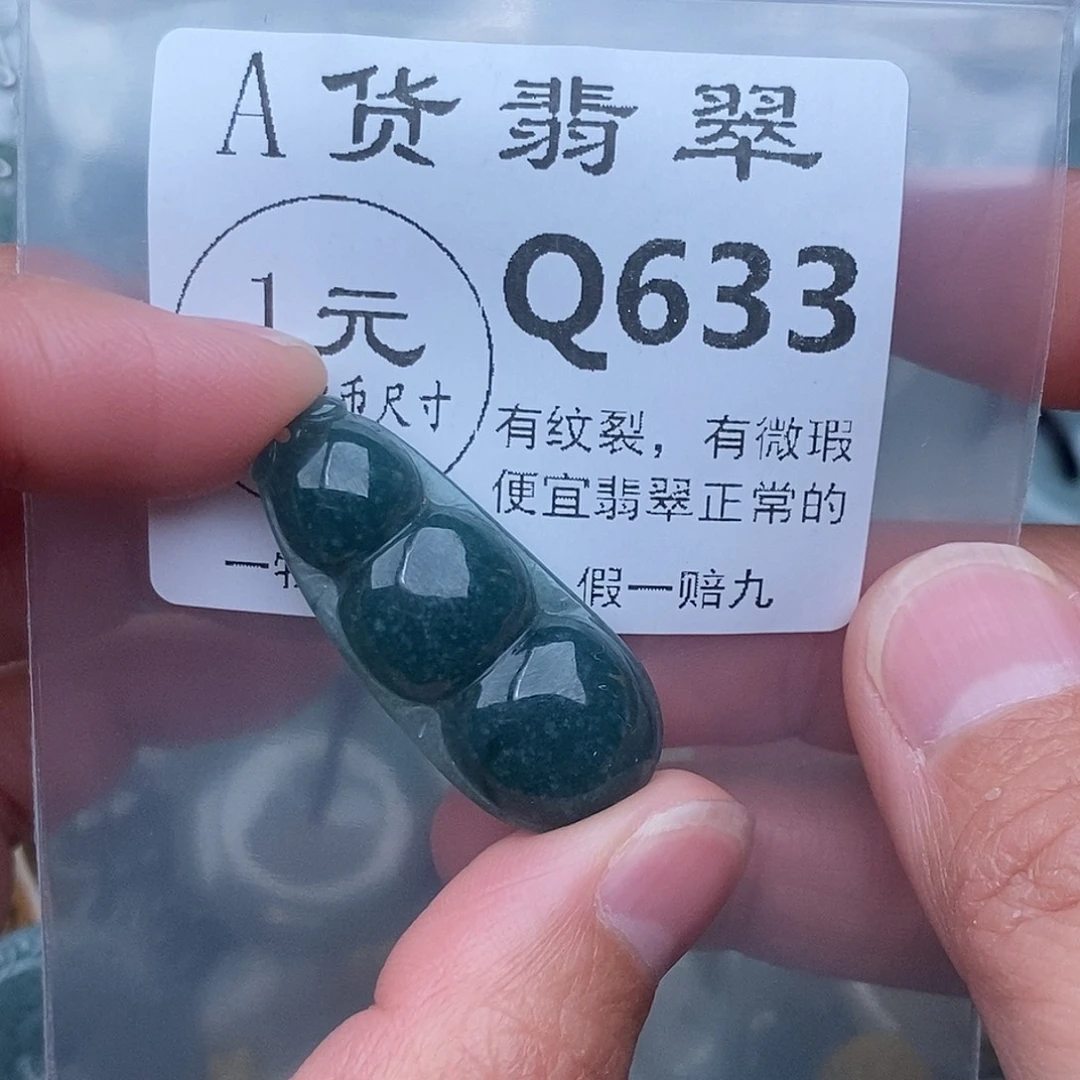 A货翡翠
1元
Q633
币尺寸
有纹裂，有微瑕
便宜翡翠正常的
一
假一赔九